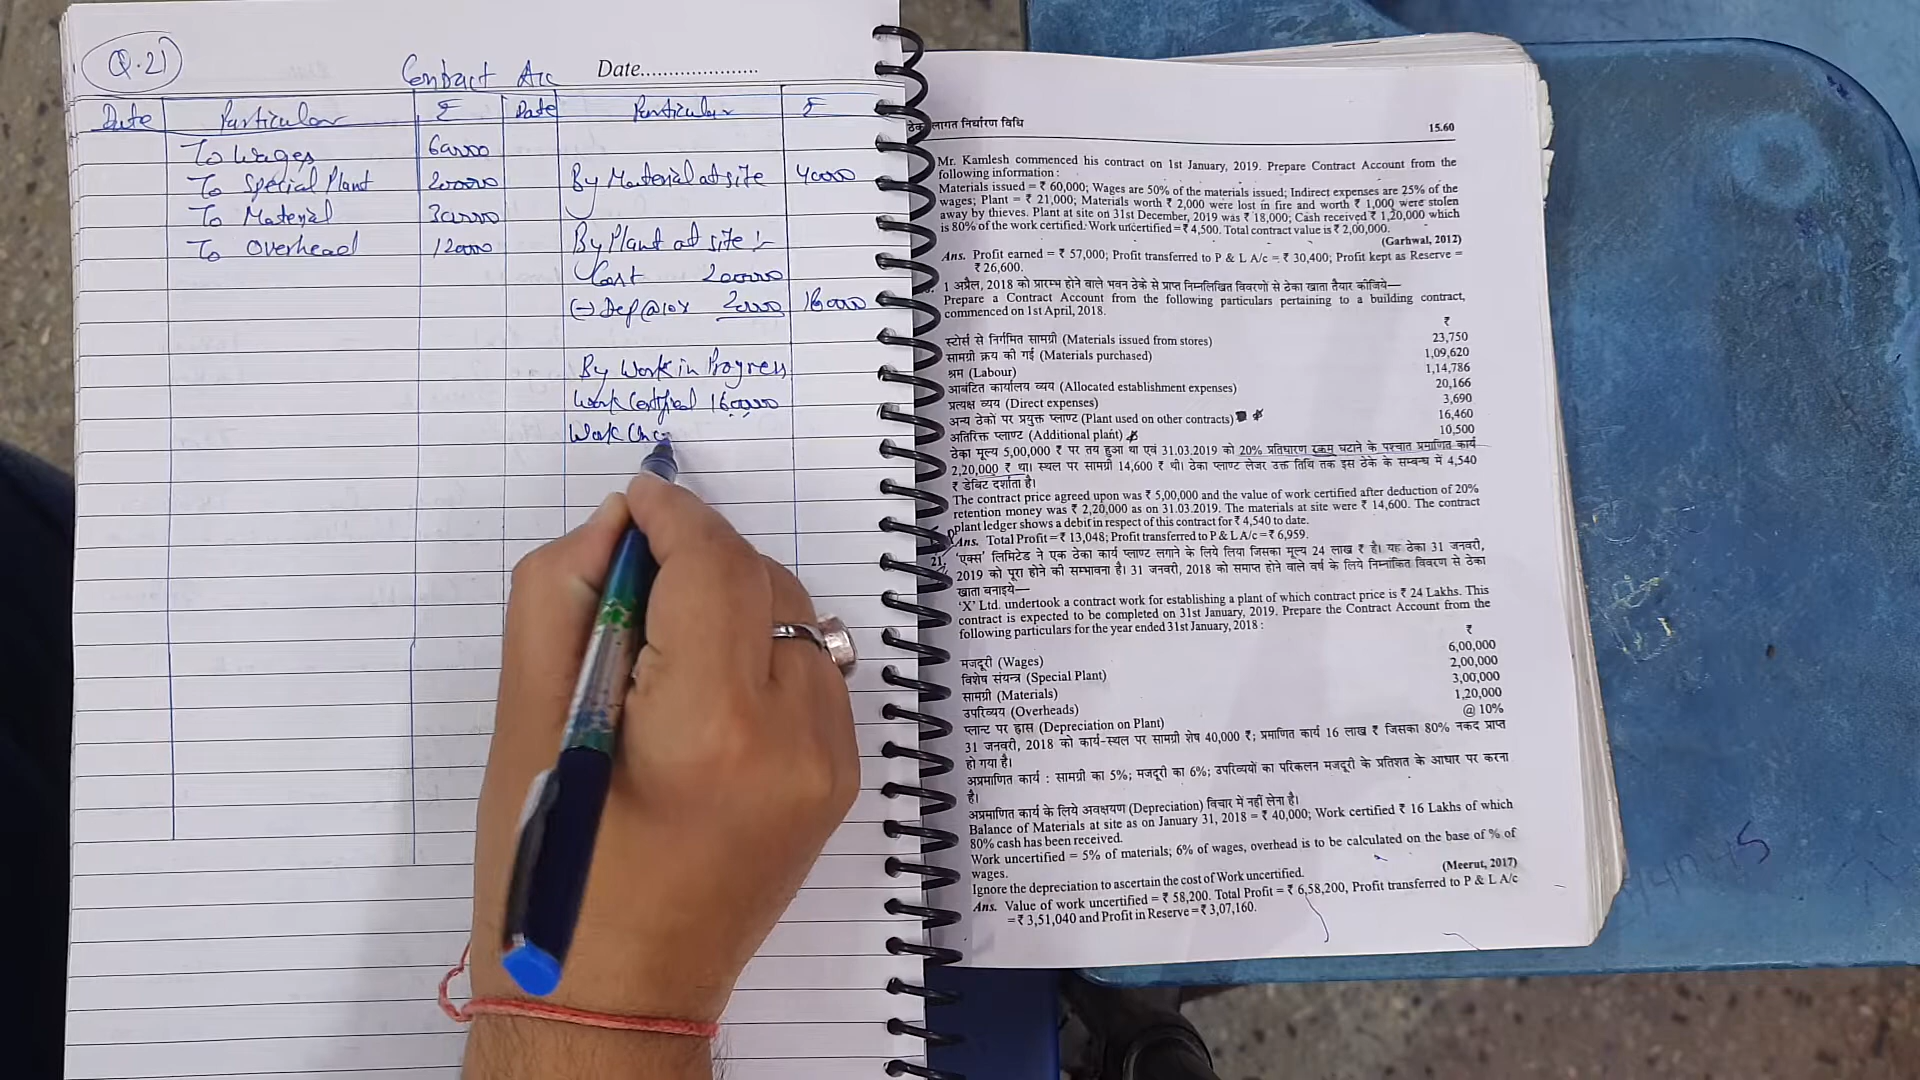 Q.21
Contract A/c
Date.....................
Date Particular ₹ Date Particular ₹
To Wages 600000
To Special Plant 200000 By Material at site 40000
To Material 300000
To Overhead 120000 By Plant at site :-
Cost 200000
(-) Dep @10% 20000 180000
By Work in Progress
Work Certified 1600000
Work Unc
लागत निर्धारण विधि 15.60
Mr. Kamlesh commenced his contract on 1st January, 2019. Prepare Contract Account from the
following information :
Materials issued = ₹ 60,000; Wages are 50% of the materials issued; Indirect expenses are 25% of the
wages; Plant = ₹ 21,000; Materials worth ₹ 2,000 were lost in fire and worth ₹ 1,000 were stolen
away by thieves. Plant at site on 31st December, 2019 was ₹ 18,000; Cash received ₹ 1,20,000 which
is 80% of the work certified. Work uncertified = ₹ 4,500. Total contract value is ₹ 2,00,000.
(Garhwal, 2012)
Ans. Profit earned = ₹ 57,000; Profit transferred to P & L A/c = ₹ 30,400; Profit kept as Reserve =
₹ 26,600.
1 अप्रैल, 2018 को प्रारम्भ होने वाले भवन ठेके से प्राप्त निम्नलिखित विवरणों से ठेका खाता तैयार कीजिये—
Prepare a Contract Account from the following particulars pertaining to a building contract,
commenced on 1st April, 2018.
₹
स्टोर्स से निर्गमित सामग्री (Materials issued from stores) 23,750
सामग्री क्रय की गई (Materials purchased) 1,09,620
श्रम (Labour) 1,14,786
आबंटित कार्यालय व्यय (Allocated establishment expenses) 20,166
प्रत्यक्ष व्यय (Direct expenses) 3,690
अन्य ठेकों पर प्रयुक्त प्लाण्ट (Plant used on other contracts) 16,460
अतिरिक्त प्लाण्ट (Additional plant) 10,500
ठेका मूल्य 5,00,000 ₹ पर तय हुआ था एवं 31.03.2019 को 20% प्रतिधारण रकम घटाने के पश्चात प्रमाणित कार्य
2,20,000 ₹ था। स्थल पर सामग्री 14,600 ₹ थी। ठेका प्लाण्ट लेजर उक्त तिथि तक इस ठेके के सम्बन्ध में 4,540
₹ डेबिट दर्शाता है।
The contract price agreed upon was ₹ 5,00,000 and the value of work certified after deduction of 20%
retention money was ₹ 2,20,000 as on 31.03.2019. The materials at site were ₹ 14,600. The contract
plant ledger shows a debit in respect of this contract for ₹ 4,540 to date.
Ans. Total Profit = ₹ 13,048; Profit transferred to P & L A/c = ₹ 6,959.
21. 'एक्स' लिमिटेड ने एक ठेका कार्य प्लाण्ट लगाने के लिये लिया जिसका मूल्य 24 लाख ₹ है। यह ठेका 31 जनवरी,
2019 को पूरा होने की सम्भावना है। 31 जनवरी, 2018 को समाप्त होने वाले वर्ष के लिये निम्नांकित विवरण से ठेका
खाता बनाइये—
'X' Ltd. undertook a contract work for establishing a plant of which contract price is ₹ 24 Lakhs. This
contract is expected to be completed on 31st January, 2019. Prepare the Contract Account from the
following particulars for the year ended 31st January, 2018 :
₹
मजदूरी (Wages) 6,00,000
विशेष संयन्त्र (Special Plant) 2,00,000
सामग्री (Materials) 3,00,000
उपरिव्यय (Overheads) 1,20,000
प्लान्ट पर ह्रास (Depreciation on Plant) @ 10%
31 जनवरी, 2018 को कार्य-स्थल पर सामग्री शेष 40,000 ₹; प्रमाणित कार्य 16 लाख ₹ जिसका 80% नकद प्राप्त
हो गया है।
अप्रमाणित कार्य : सामग्री का 5%; मजदूरी का 6%; उपरिव्ययों का परिकलन मजदूरी के प्रतिशत के आधार पर करना
है।
अप्रमाणित कार्य के लिये अवक्षयण (Depreciation) विचार में नहीं लेना है।
Balance of Materials at site as on January 31, 2018 = ₹ 40,000; Work certified ₹ 16 Lakhs of which
80% cash has been received.
Work uncertified = 5% of materials; 6% of wages, overhead is to be calculated on the base of % of
wages.
Ignore the depreciation to ascertain the cost of Work uncertified. (Meerut, 2017)
Ans. Value of work uncertified = ₹ 58,200. Total Profit = ₹ 6,58,200, Profit transferred to P & L A/c
= ₹ 3,51,040 and Profit in Reserve = ₹ 3,07,160.